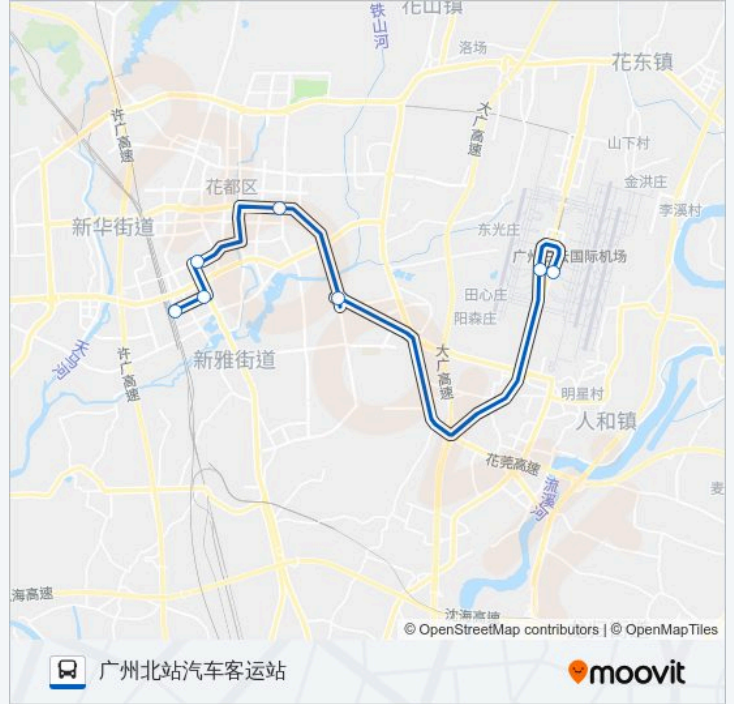 花山镇
铁山河
洛场
花东镇
大广高速
许广高速
山下村
金洪庄
花都区
李溪村
新华街道
东光庄
国际机场
田心庄
阳森庄
天马河
新雅街道
许广高速
大广高速
明星村
人和镇
花莞高速
流溪河
麦
海高速
沈海高速
© OpenStreetMap contributors | © OpenMapTiles
广州北站汽车客运站
moovit